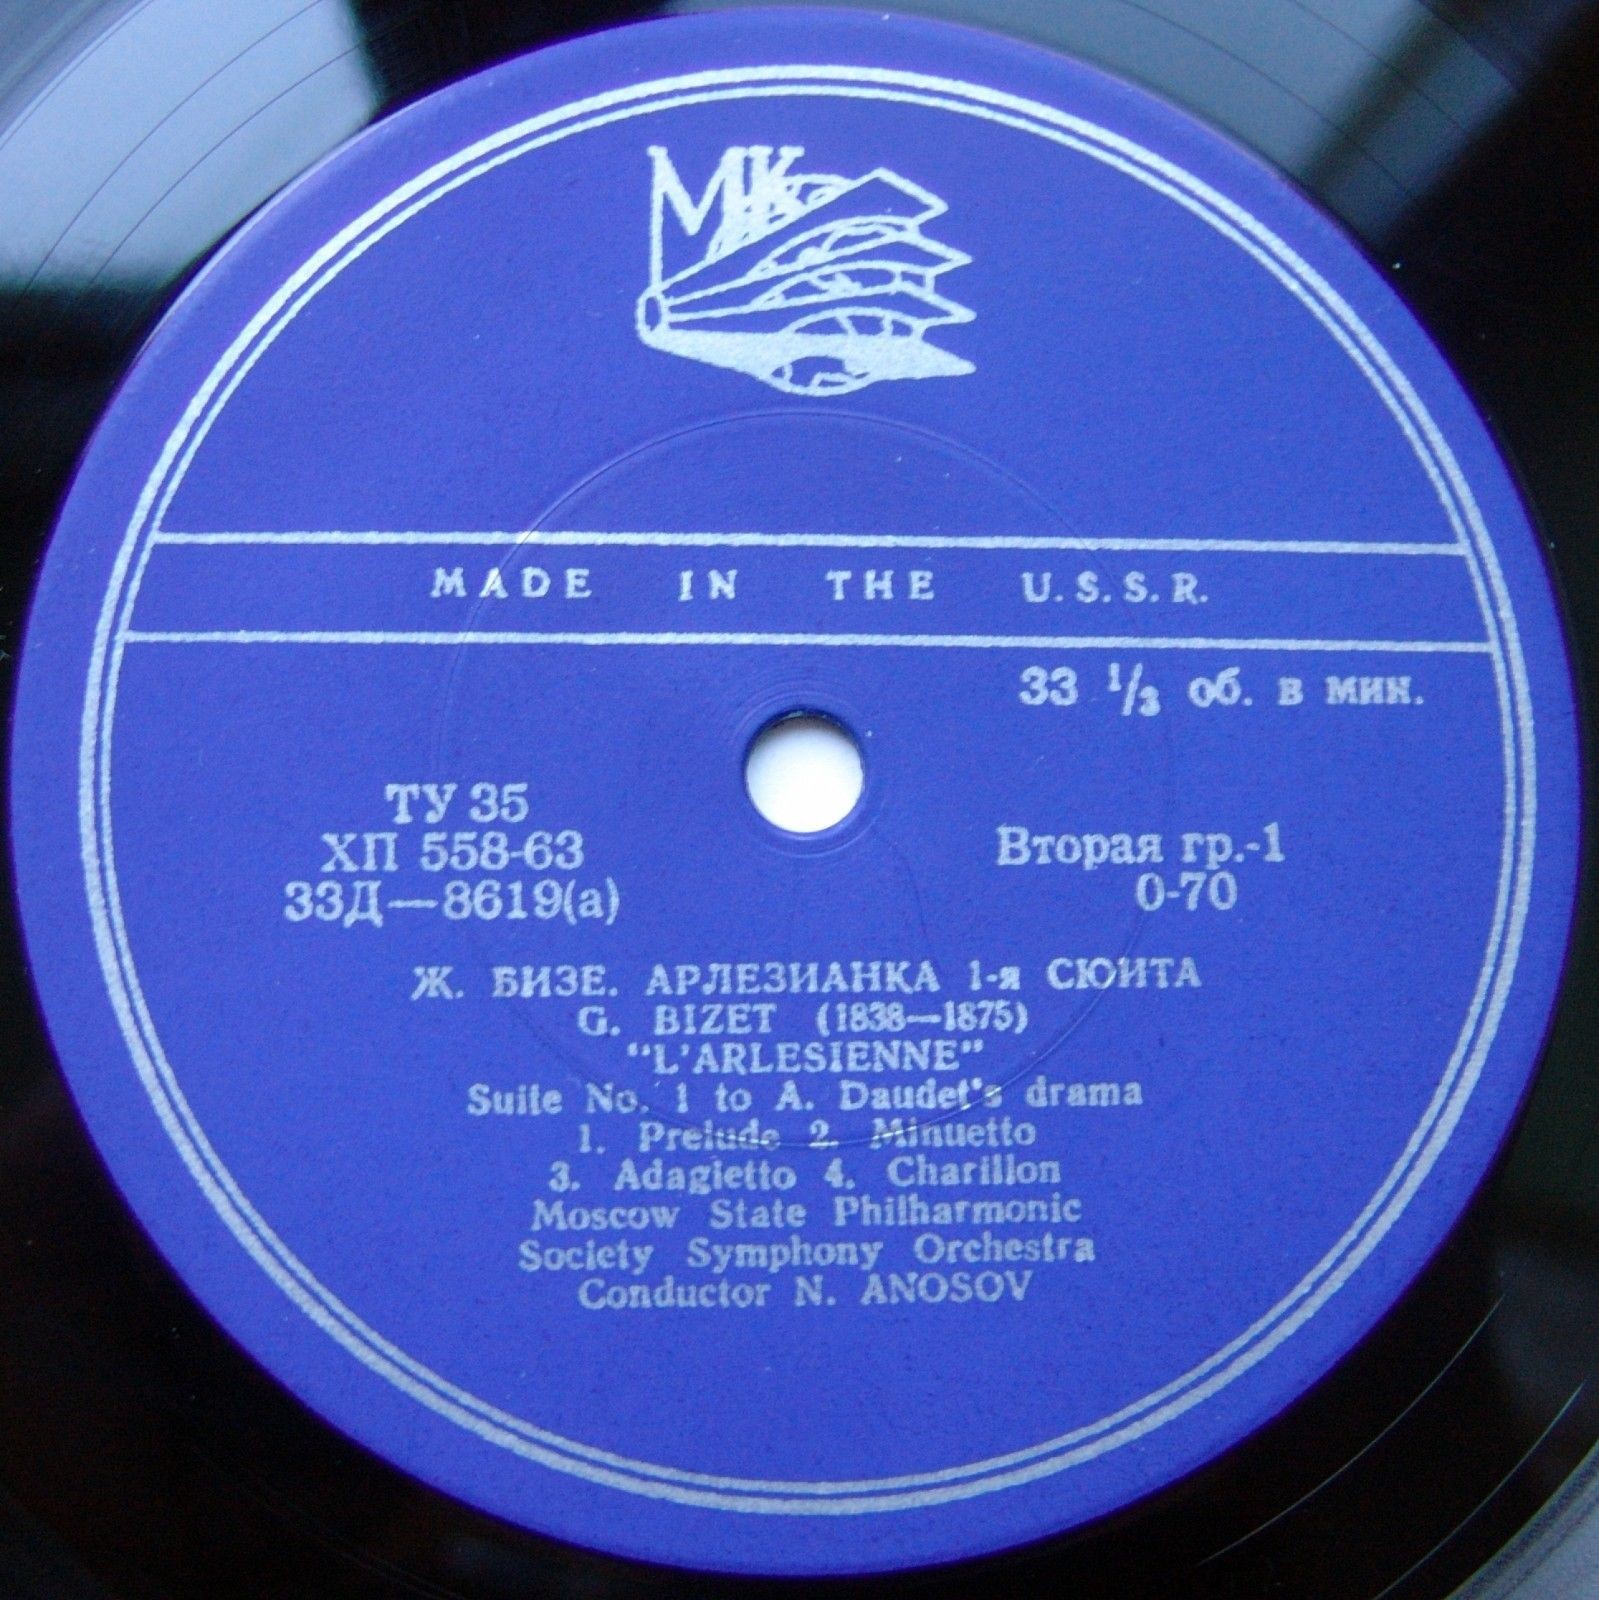 МК
MADE IN THE U.S.S.R.
33 1/3 об. в мин.
ТУ 35
ХП 558-63
33Д—8619(а)
Вторая гр.-1
0-70
Ж. БИЗЕ. АРЛЕЗИАНКА 1-я СЮИТА
G. BIZET (1838—1875)
"L'ARLESIENNE"
Suite No. 1 to A. Daudet's drama
1. Prelude 2. Minuetto
3. Adagietto 4. Charillon
Moscow State Philharmonic
Society Symphony Orchestra
Conductor N. ANOSOV